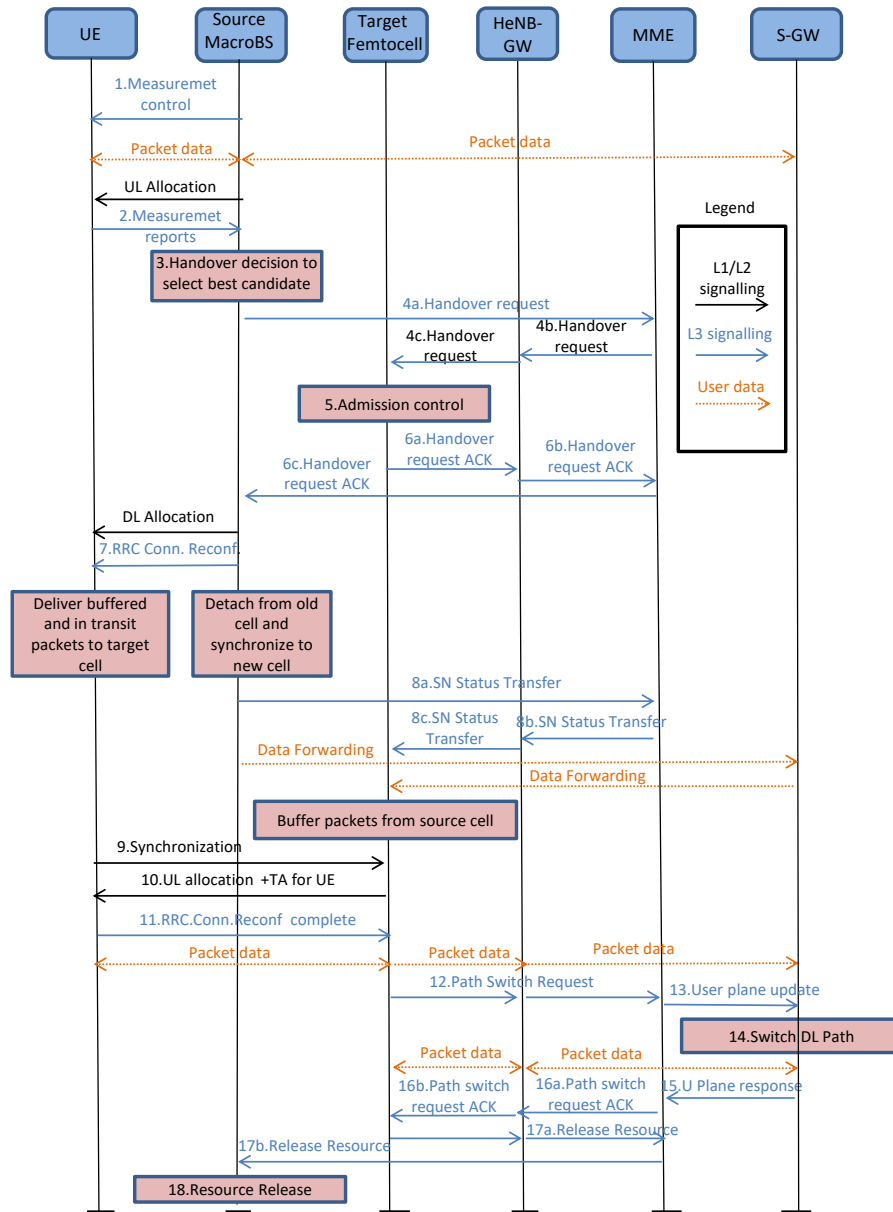 UE
Source
MacroBS
Target
Femtocell
HeNB-
GW
MME
S-GW
1.Measuremet
control
Packet data
Packet data
UL Allocation
2.Measuremet
reports
Legend
L1/L2
signalling
L3 signalling
User data
3.Handover decision to
select best candidate
4a.Handover request
4b.Handover
request
4c.Handover
request
5.Admission control
6a.Handover
request ACK
6b.Handover
request ACK
6c.Handover
request ACK
DL Allocation
7.RRC Conn. Reconf.
Deliver buffered
and in transit
packets to target
cell
Detach from old
cell and
synchronize to
new cell
8a.SN Status Transfer
8b.SN Status Transfer
8c.SN Status
Transfer
Data Forwarding
Data Forwarding
Buffer packets from source cell
9.Synchronization
10.UL allocation +TA for UE
11.RRC.Conn.Reconf complete
Packet data
Packet data
Packet data
12.Path Switch Request
13.User plane update
14.Switch DL Path
Packet data
Packet data
15.U Plane response
16a.Path switch
request ACK
16b.Path switch
request ACK
17a.Release Resource
17b.Release Resource
18.Resource Release